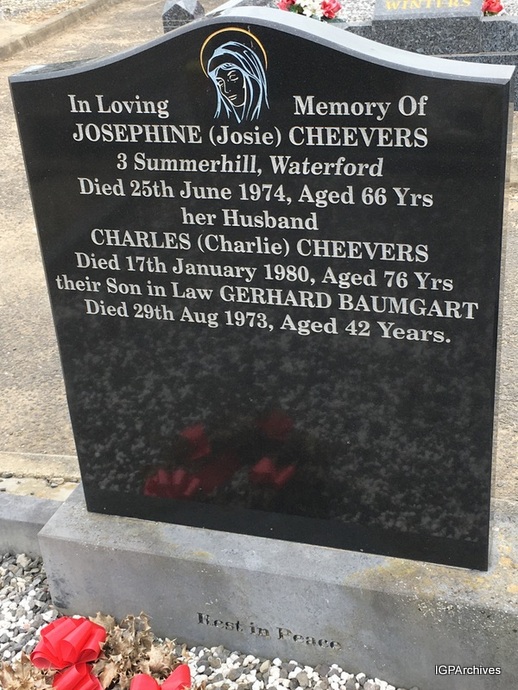 WINTERS
In Loving Memory Of
JOSEPHINE (Josie) CHEEVERS
3 Summerhill, Waterford
Died 25th June 1974, Aged 66 Yrs
her Husband
CHARLES (Charlie) CHEEVERS
Died 17th January 1980, Aged 76 Yrs
their Son in Law GERHARD BAUMGART
Died 29th Aug 1973, Aged 42 Years.
Rest in Peace
IGPArchives